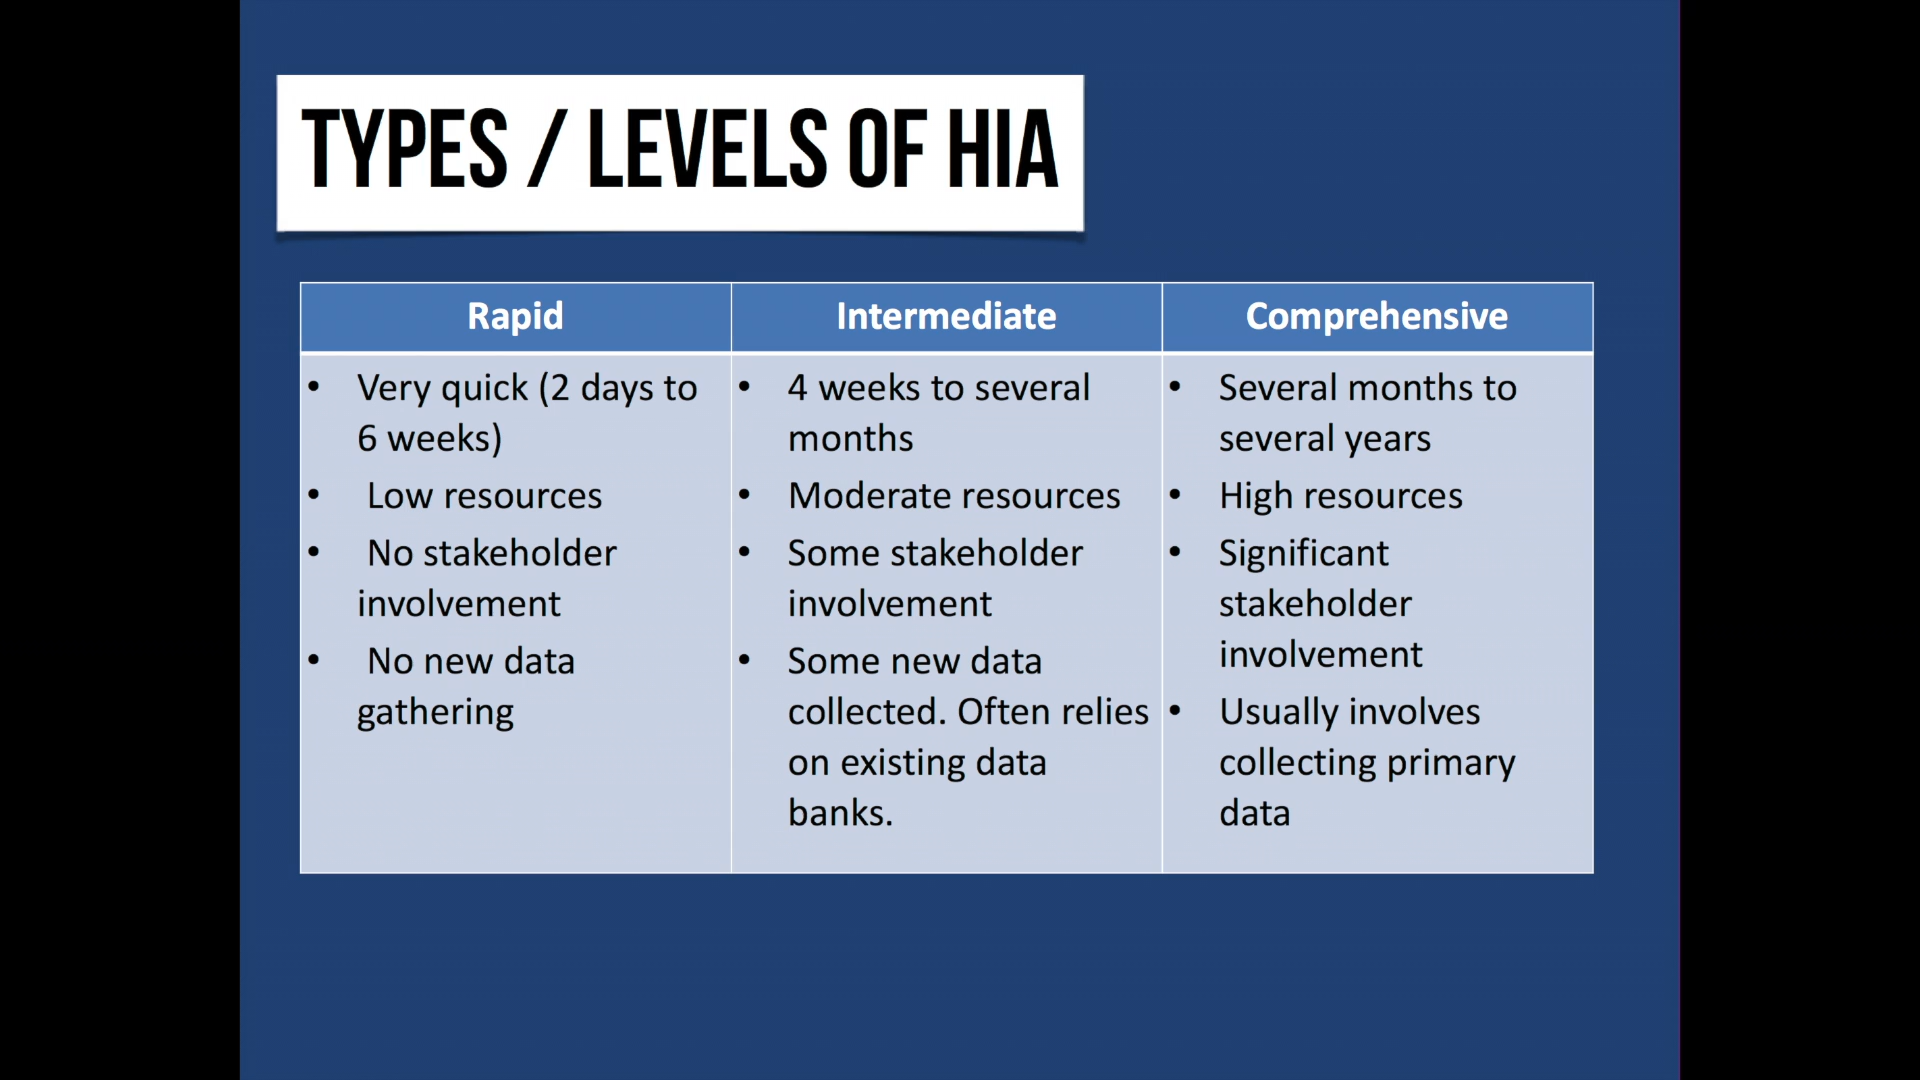 TYPES / LEVELS OF HIA
Rapid
• Very quick (2 days to
6 weeks)
• Low resources
• No stakeholder
involvement
• No new data
gathering
Intermediate
• 4 weeks to several
months
• Moderate resources
• Some stakeholder
involvement
• Some new data
collected. Often relies
on existing data
banks.
Comprehensive
• Several months to
several years
• High resources
• Significant
stakeholder
involvement
• Usually involves
collecting primary
data